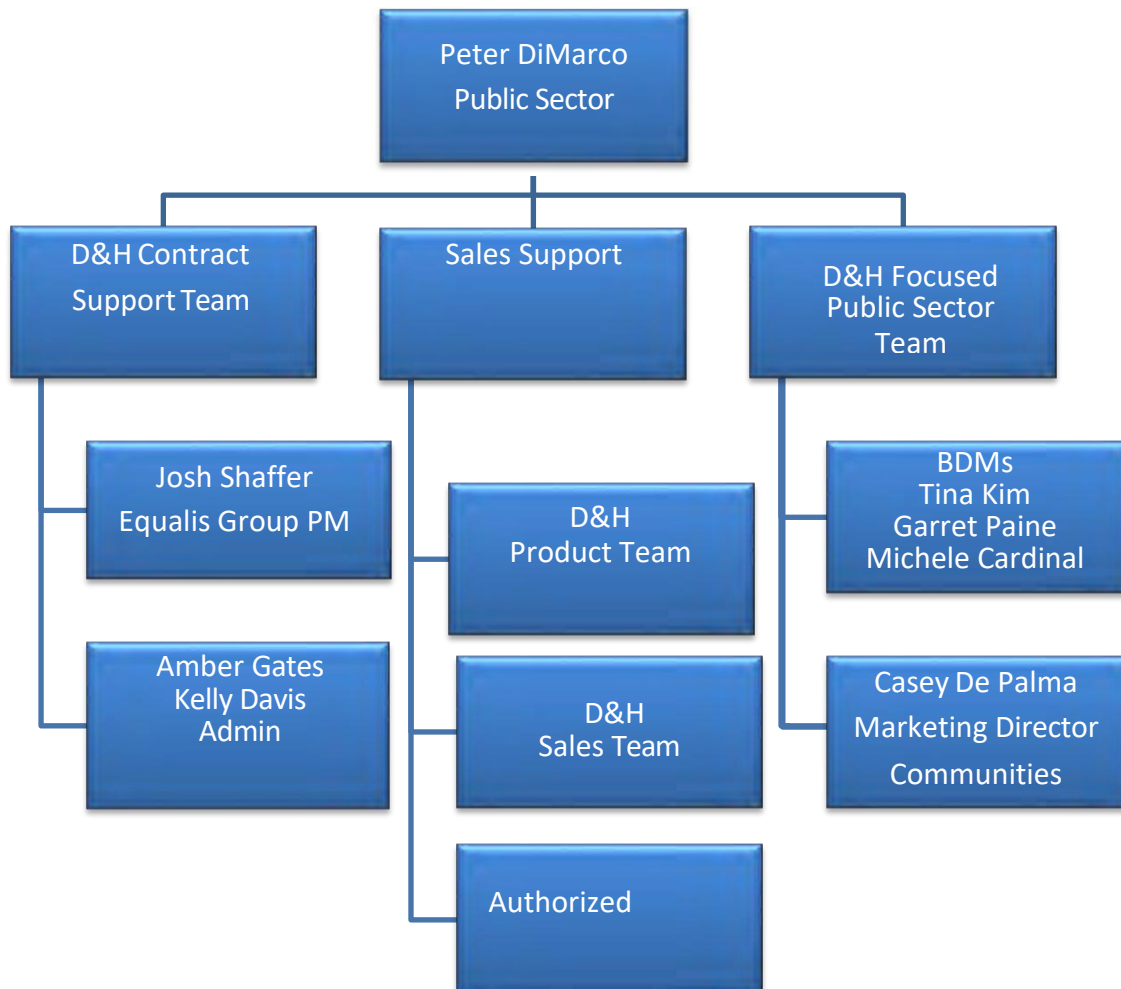 Peter DiMarco
Public Sector
D&H Contract
Support Team
Sales Support
D&H Focused
Public Sector
Team
Josh Shaffer
Equalis Group PM
Amber Gates
Kelly Davis
Admin
D&H
Product Team
D&H
Sales Team
Authorized
BDMs
Tina Kim
Garret Paine
Michele Cardinal
Casey De Palma
Marketing Director
Communities